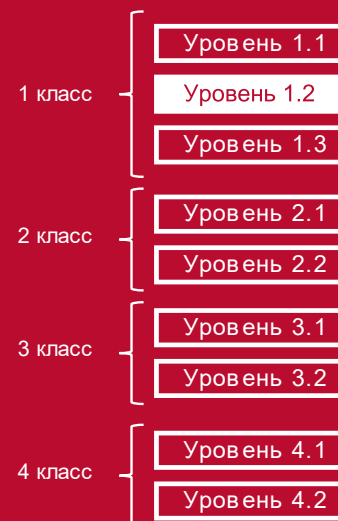 Уровень 1.1
1 класс
Уровень 1.2
Уровень 1.3
2 класс
Уровень 2.1
Уровень 2.2
3 класс
Уровень 3.1
Уровень 3.2
4 класс
Уровень 4.1
Уровень 4.2